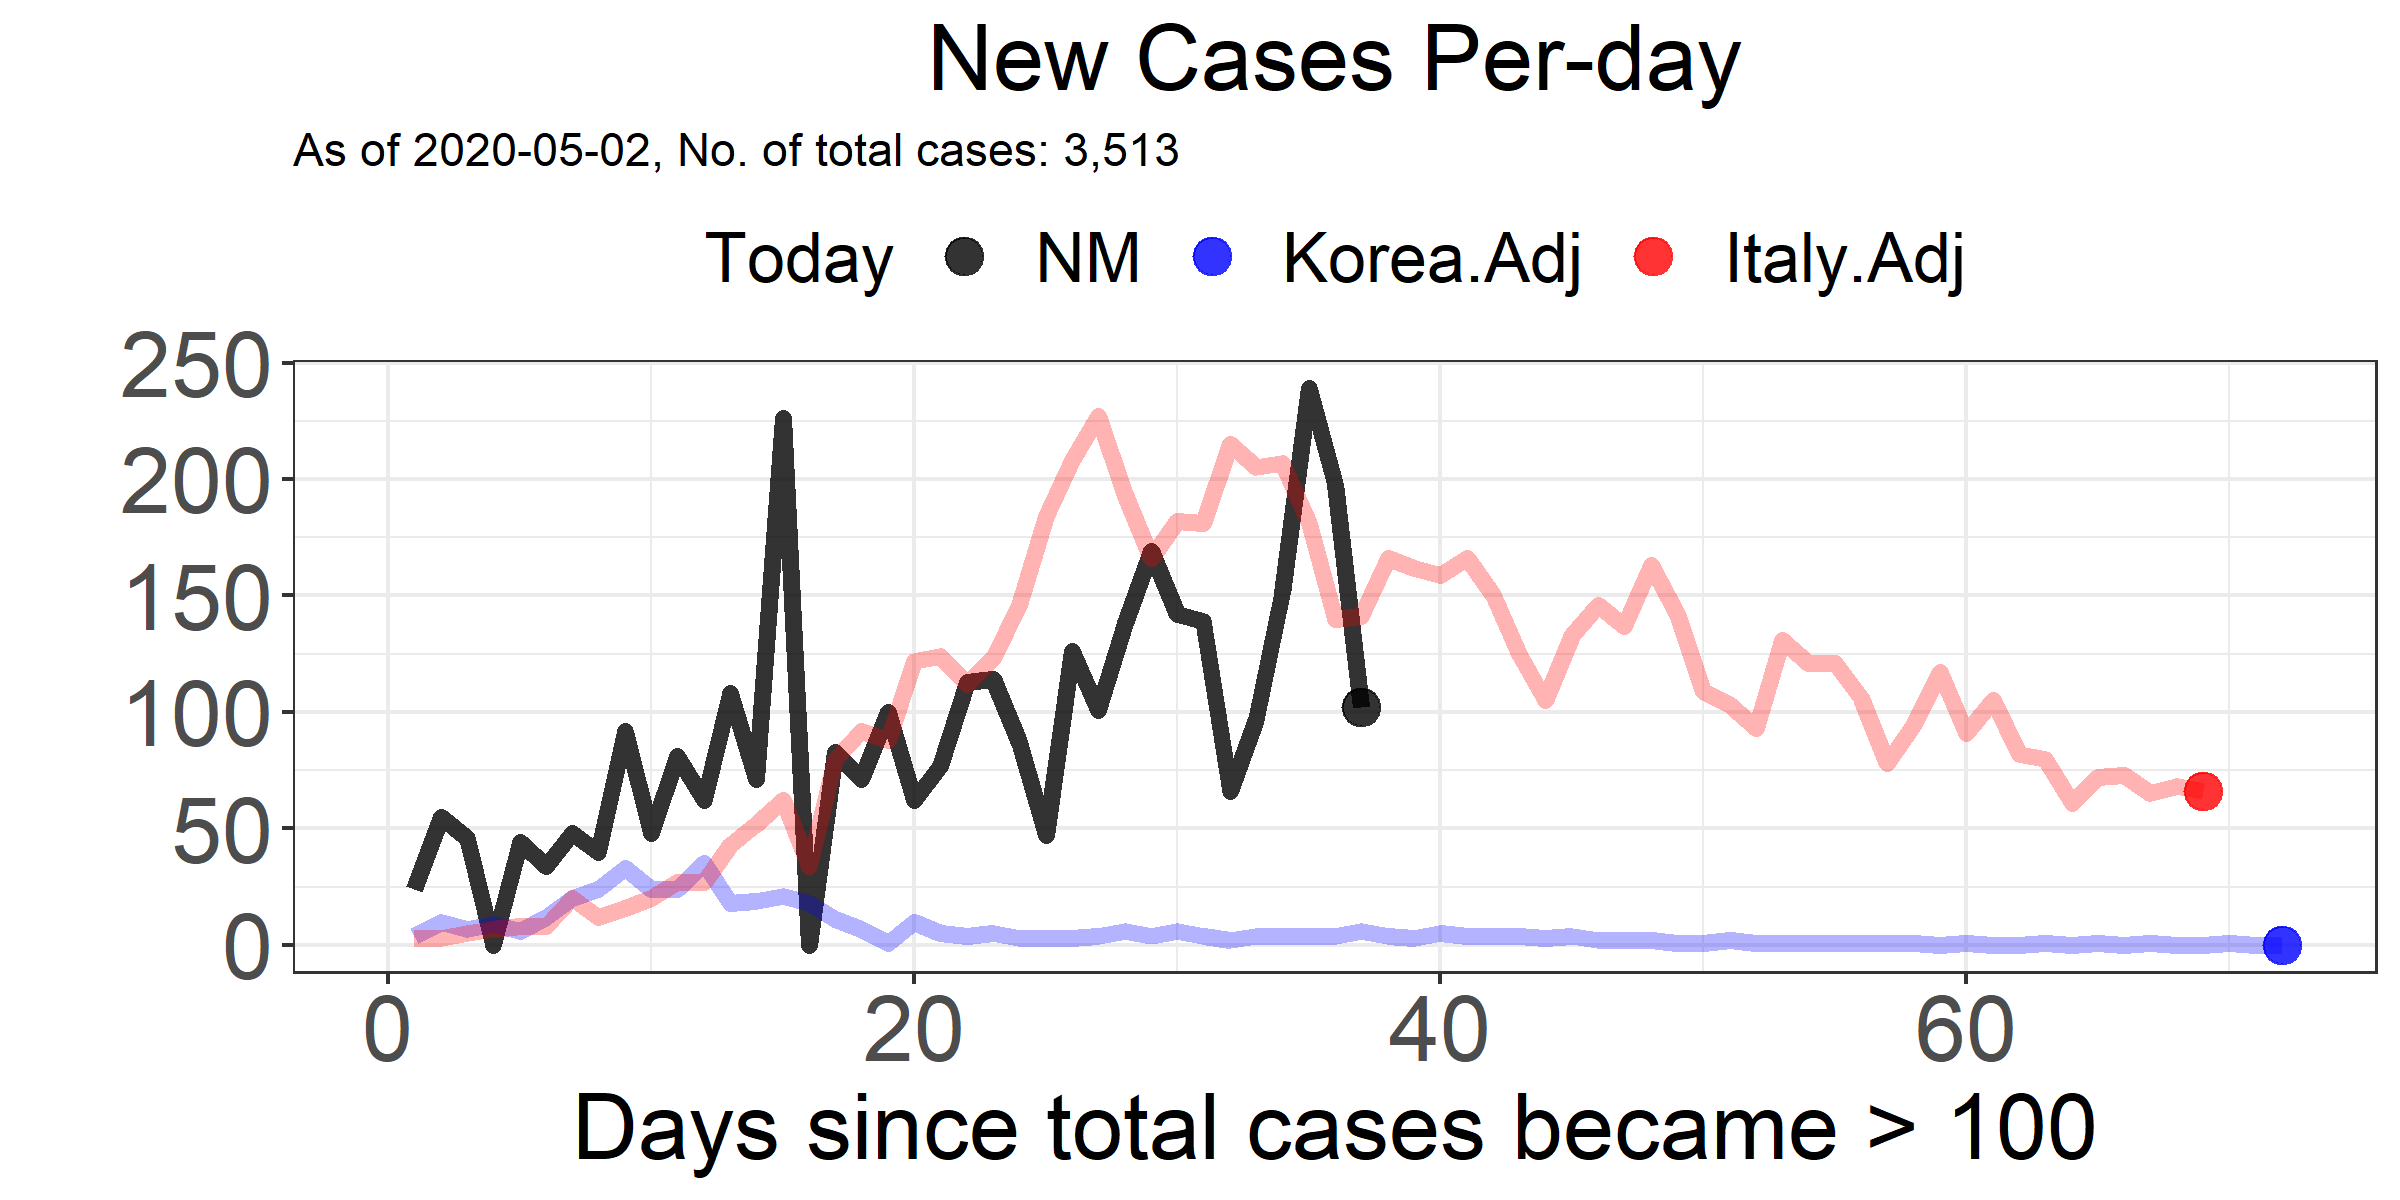 New Cases Per-day
As of 2020-05-02, No. of total cases: 3,513
Today NM Korea.Adj Italy.Adj
250
200
150
100
50
0
0 20 40 60
Days since total cases became > 100